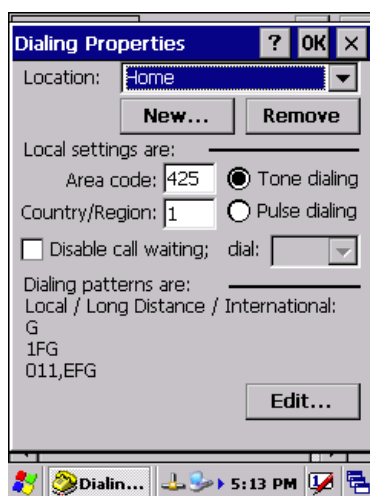 Dialing Properties ? OK ×
Location: Home
New... Remove
Local settings are:
Area code: 425 Tone dialing
Country/Region: 1 Pulse dialing
Disable call waiting; dial:
Dialing patterns are:
Local / Long Distance / International:
G
1FG
011,EFG
Edit...
Dialin... 5:13 PM